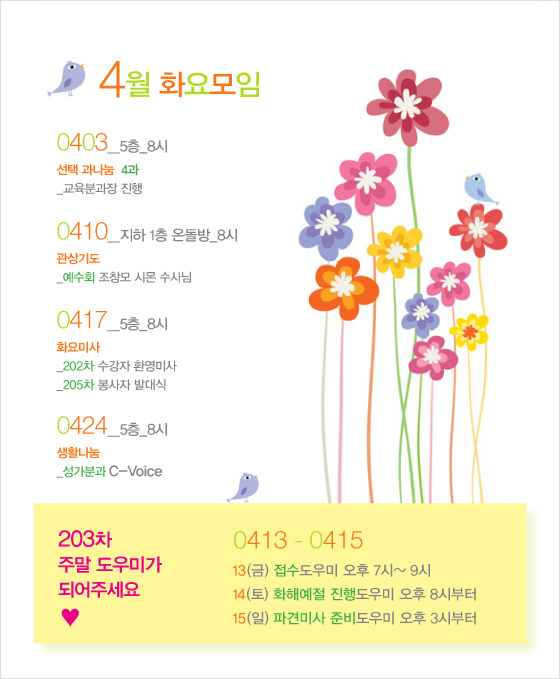 4월 화요모임
0403__5층_8시
선택 과나눔 4과
_교육분과장 진행
0410__지하 1층 온돌방_8시
관상기도
_예수회 조창모 시몬 수사님
0417__5층_8시
화요미사
_202차 수강자 환영미사
_205차 봉사자 발대식
0424__5층_8시
생활나눔
_성가분과 C-Voice
203차
주말 도우미가
되어주세요
♥
0413 - 0415
13(금) 접수도우미 오후 7시~ 9시
14(토) 화해예절 진행도우미 오후 8시부터
15(일) 파견미사 준비도우미 오후 3시부터